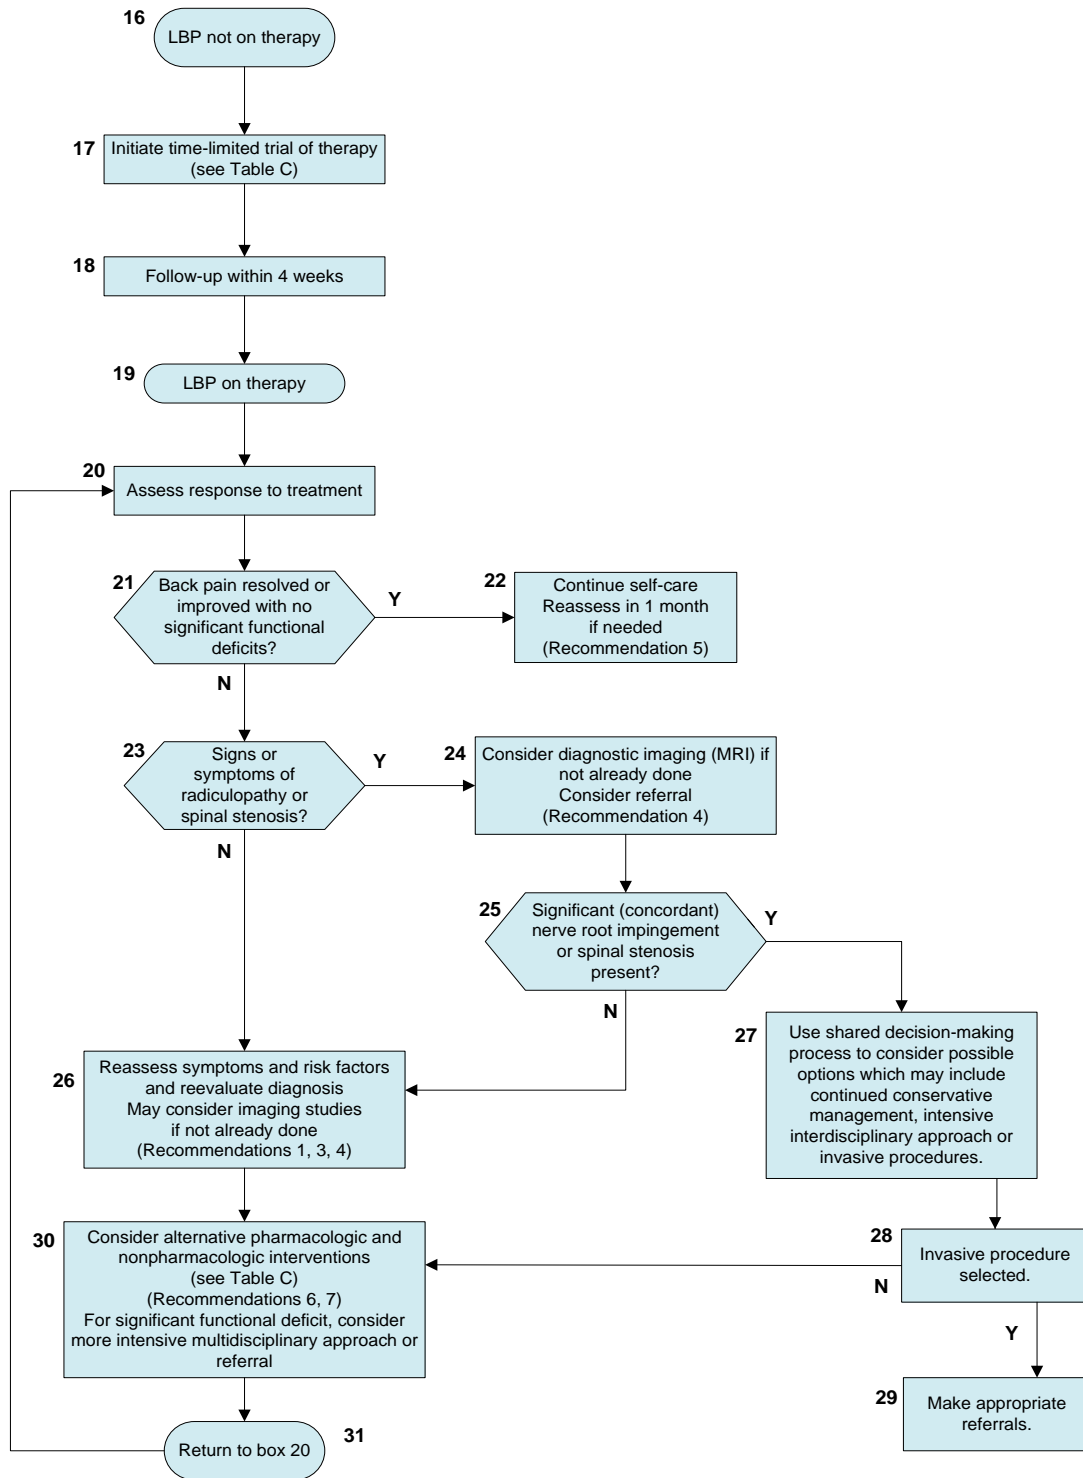 16
LBP not on therapy
17
Initiate time-limited trial of therapy
(see Table C)
18
Follow-up within 4 weeks
19
LBP on therapy
20
Assess response to treatment
21
Back pain resolved or
improved with no
significant functional
deficits?
Y
N
22
Continue self-care
Reassess in 1 month
if needed
(Recommendation 5)
23
Signs or
symptoms of
radiculopathy or
spinal stenosis?
Y
N
24
Consider diagnostic imaging (MRI) if
not already done
Consider referral
(Recommendation 4)
25
Significant (concordant)
nerve root impingement
or spinal stenosis
present?
Y
N
26
Reassess symptoms and risk factors
and reevaluate diagnosis
May consider imaging studies
if not already done
(Recommendations 1, 3, 4)
27
Use shared decision-making
process to consider possible
options which may include
continued conservative
management, intensive
interdisciplinary approach or
invasive procedures.
28
Invasive procedure
selected.
N
Y
29
Make appropriate
referrals.
30
Consider alternative pharmacologic and
nonpharmacologic interventions
(see Table C)
(Recommendations 6, 7)
For significant functional deficit, consider
more intensive multidisciplinary approach or
referral
31
Return to box 20